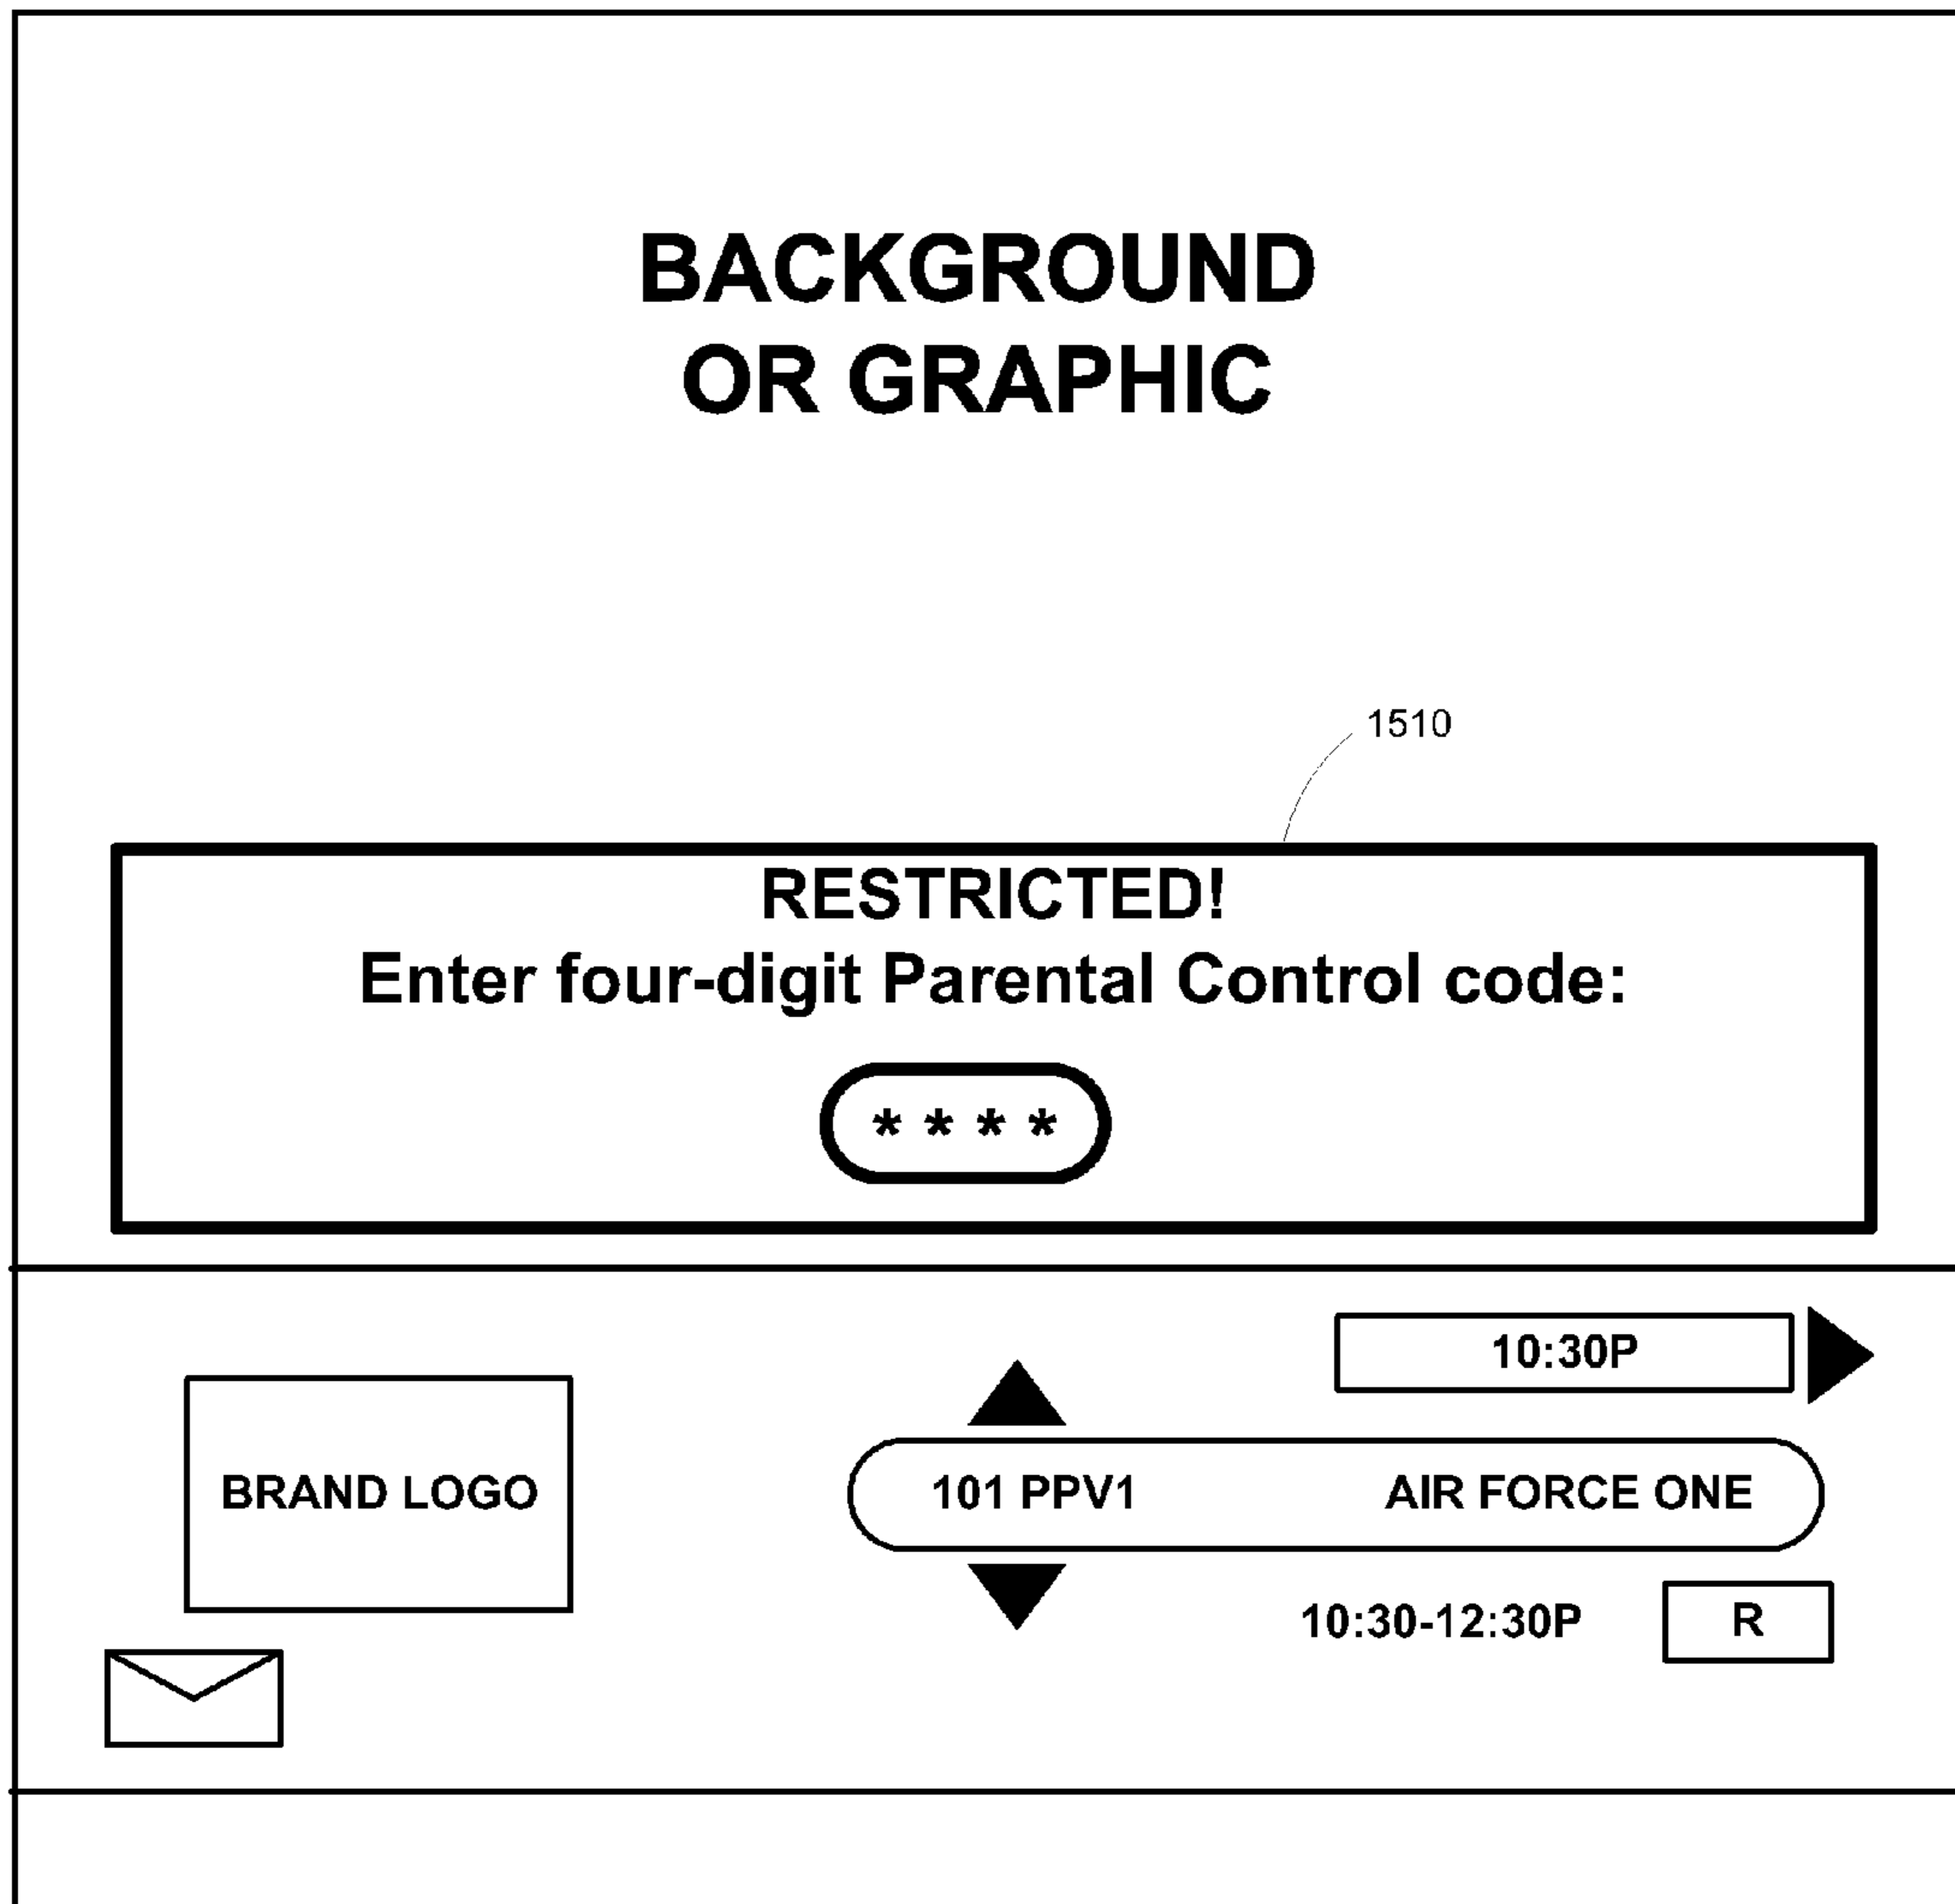 BACKGROUND
OR GRAPHIC
1510
RESTRICTED!
Enter four-digit Parental Control code:
* * * *
10:30P
BRAND LOGO
101 PPV1 AIR FORCE ONE
10:30-12:30P R